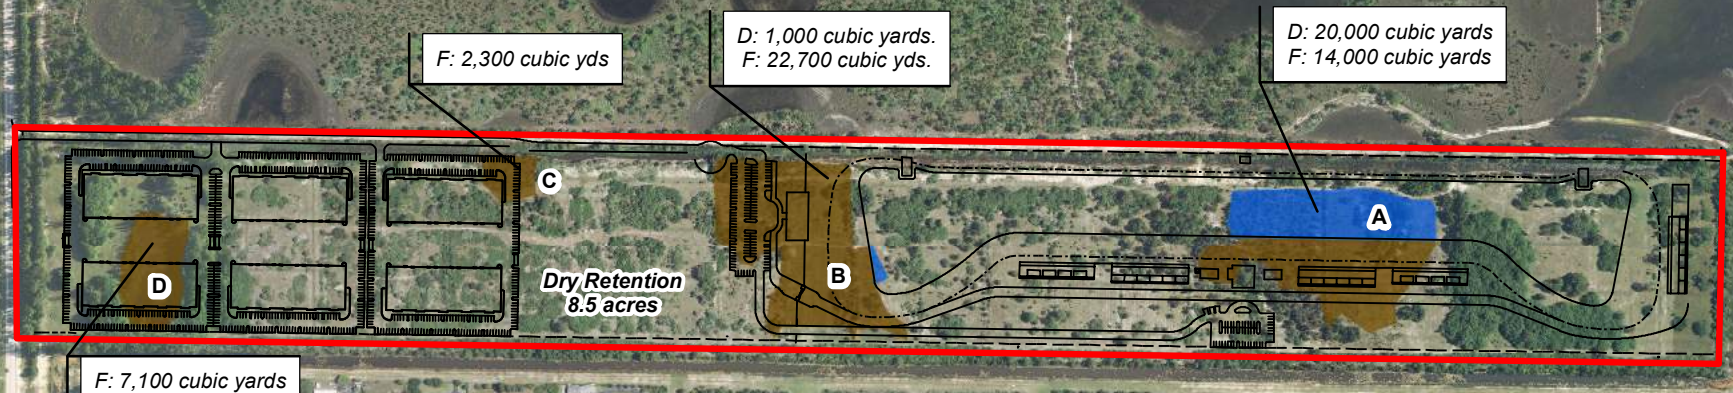 F: 2,300 cubic yds
D: 1,000 cubic yards.
F: 22,700 cubic yds.
D: 20,000 cubic yards
F: 14,000 cubic yards
C
A
B
D
Dry Retention
8.5 acres
F: 7,100 cubic yards